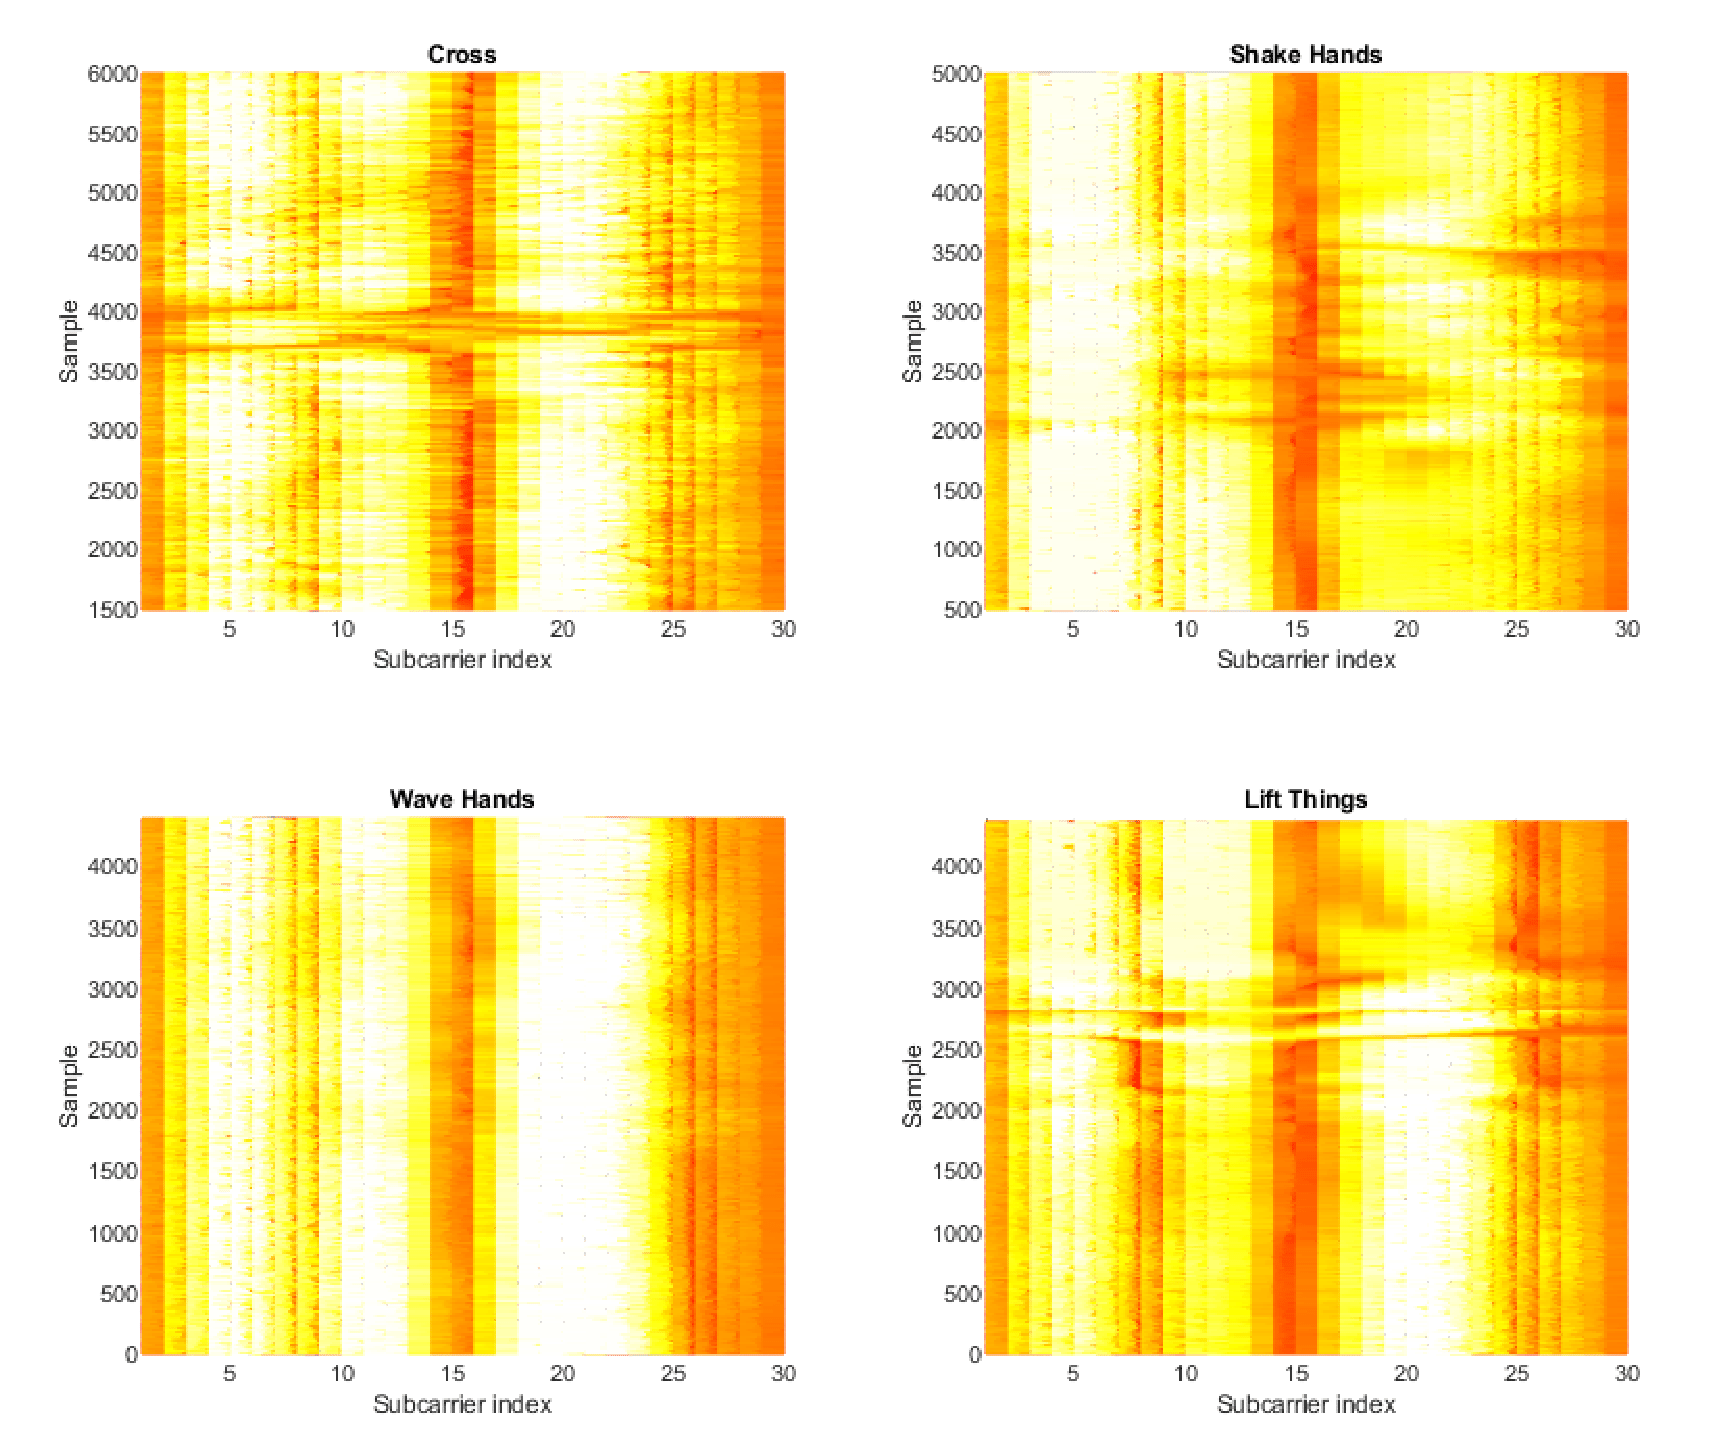 Cross
6000
5500
5000
4500
4000
3500
3000
2500
2000
1500
Sample
5 10 15 20 25 30
Subcarrier index
Shake Hands
5000
4500
4000
3500
3000
2500
2000
1500
1000
500
Sample
5 10 15 20 25 30
Subcarrier index
Wave Hands
4000
3500
3000
2500
2000
1500
1000
500
0
Sample
5 10 15 20 25 30
Subcarrier index
Lift Things
4000
3500
3000
2500
2000
1500
1000
500
0
Sample
5 10 15 20 25 30
Subcarrier index